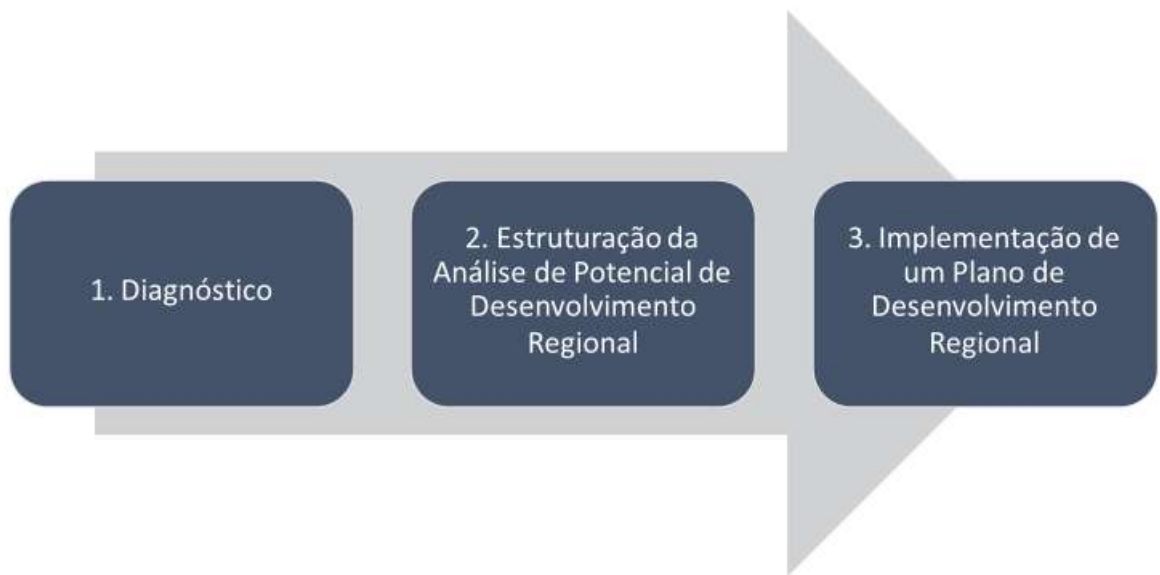 1. Diagnóstico
2. Estruturação da
Análise de Potencial de
Desenvolvimento
Regional
3. Implementação de
um Plano de
Desenvolvimento
Regional